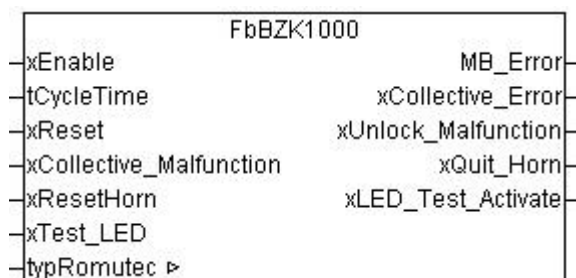 FbBZK1000
xEnable MB_Error
tCycleTime xCollective_Error
xReset xUnlock_Malfunction
xCollective_Malfunction xQuit_Horn
xResetHorn xLED_Test_Activate
xTest_LED
typRomutec ▷